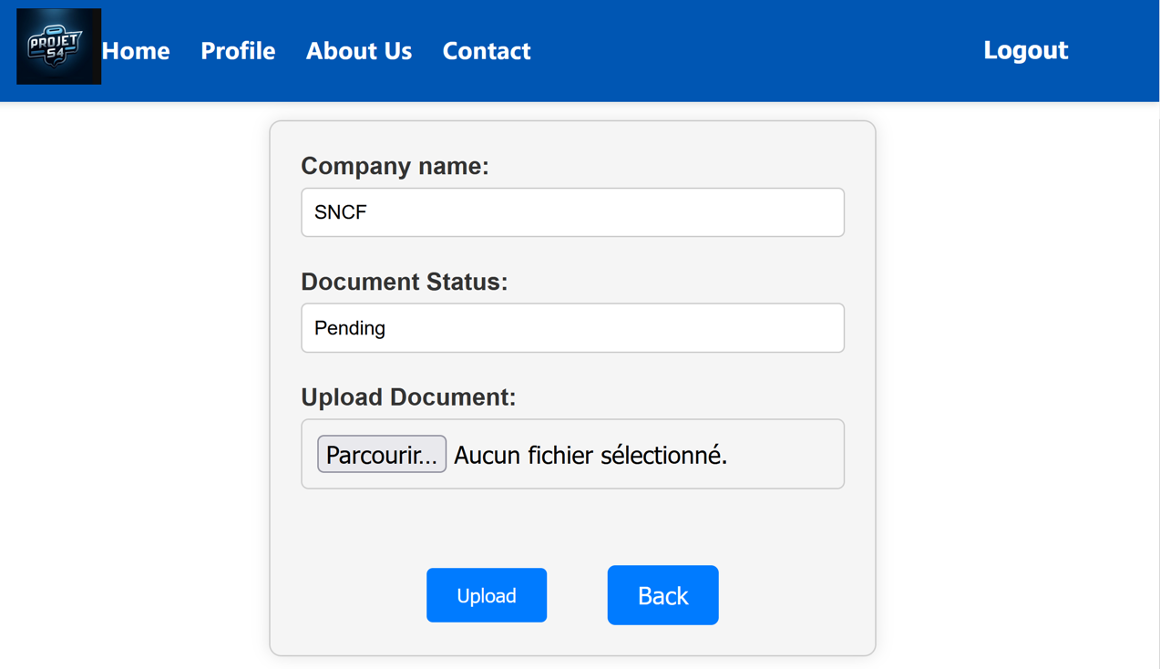 PROJET
S4
Home Profile About Us Contact Logout
Company name:
SNCF
Document Status:
Pending
Upload Document:
Parcourir... Aucun fichier sélectionné.
Upload Back